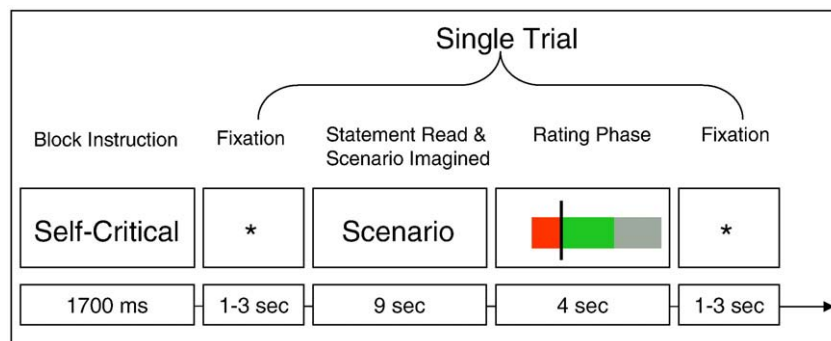 Single Trial
Block Instruction Fixation Statement Read & Rating Phase Fixation
Scenario Imagined
Self-Critical * Scenario *
1700 ms 1-3 sec 9 sec 4 sec 1-3 sec